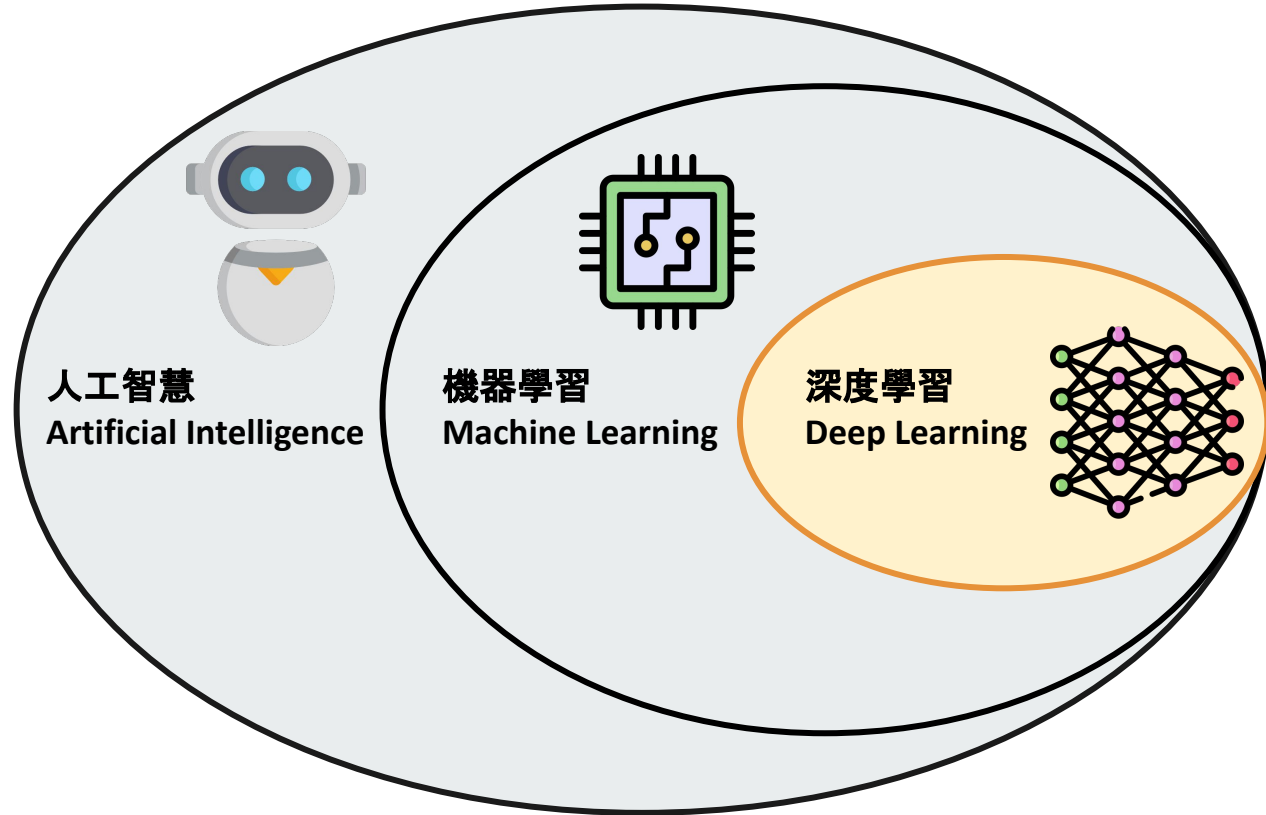 人工智慧
Artificial Intelligence
機器學習
Machine Learning
深度學習
Deep Learning